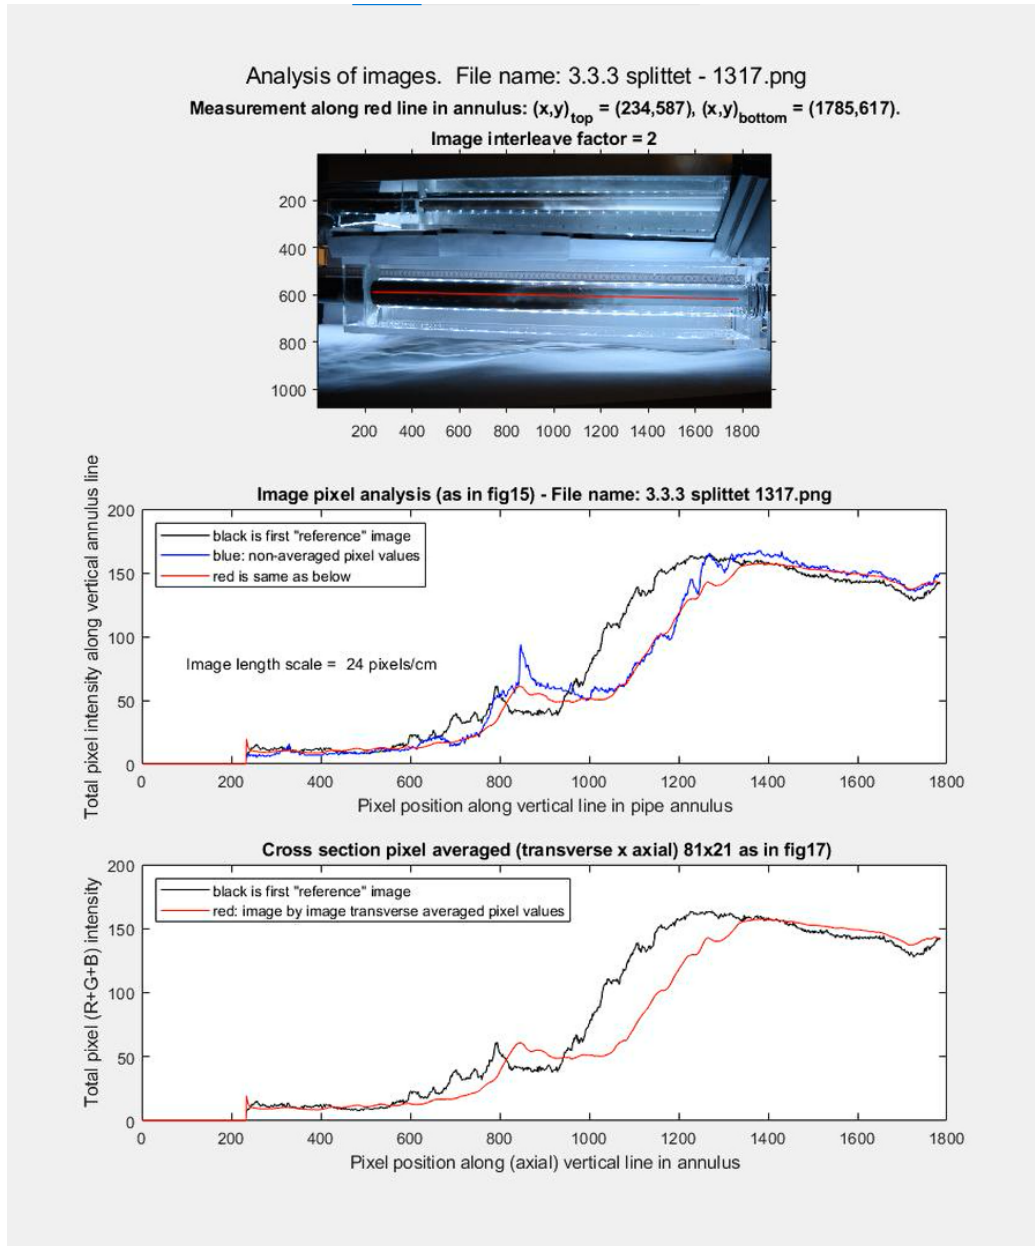 Analysis of images. File name: 3.3.3 splittet - 1317.png
Measurement along red line in annulus: (x,y)top = (234,587), (x,y)bottom = (1785,617).
Image interleave factor = 2
200
400
600
800
1000
200 400 600 800 1000 1200 1400 1600 1800
Image pixel analysis (as in fig15) - File name: 3.3.3 splittet 1317.png
Total pixel intensity along vertical annulus line
200
150
100
50
0
black is first "reference" image
blue: non-averaged pixel values
red is same as below
Image length scale = 24 pixels/cm
0 200 400 600 800 1000 1200 1400 1600 1800
Pixel position along vertical line in pipe annulus
Cross section pixel averaged (transverse x axial) 81x21 as in fig17)
Total pixel (R+G+B) intensity
200
150
100
50
0
black is first "reference" image
red: image by image transverse averaged pixel values
0 200 400 600 800 1000 1200 1400 1600 1800
Pixel position along (axial) vertical line in annulus